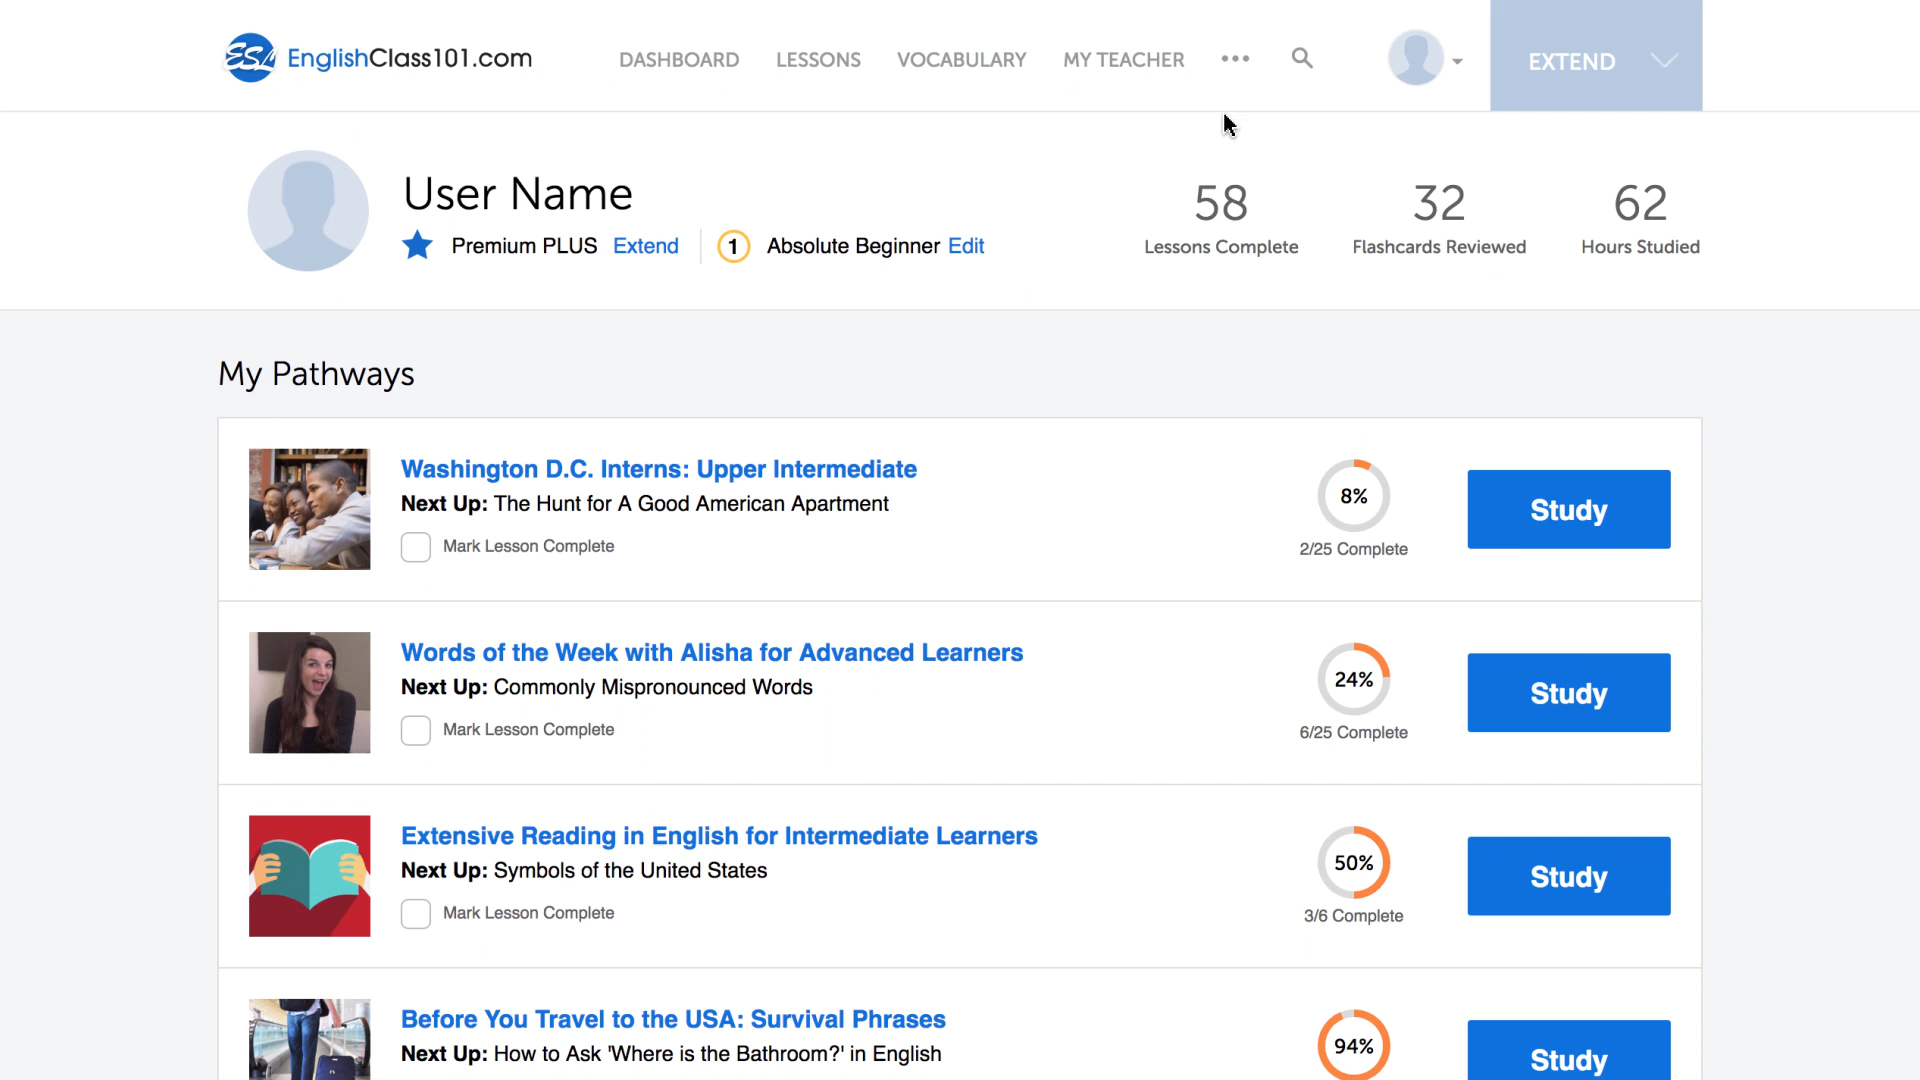 ESL EnglishClass101.com DASHBOARD LESSONS VOCABULARY MY TEACHER ••• EXTEND
User Name
Premium PLUS Extend 1 Absolute Beginner Edit
58 32 62
Lessons Complete Flashcards Reviewed Hours Studied
My Pathways
Washington D.C. Interns: Upper Intermediate
Next Up: The Hunt for A Good American Apartment
Mark Lesson Complete
8%
2/25 Complete
Study
Words of the Week with Alisha for Advanced Learners
Next Up: Commonly Mispronounced Words
Mark Lesson Complete
24%
6/25 Complete
Study
Extensive Reading in English for Intermediate Learners
Next Up: Symbols of the United States
Mark Lesson Complete
50%
3/6 Complete
Study
Before You Travel to the USA: Survival Phrases
Next Up: How to Ask 'Where is the Bathroom?' in English
94%
Study